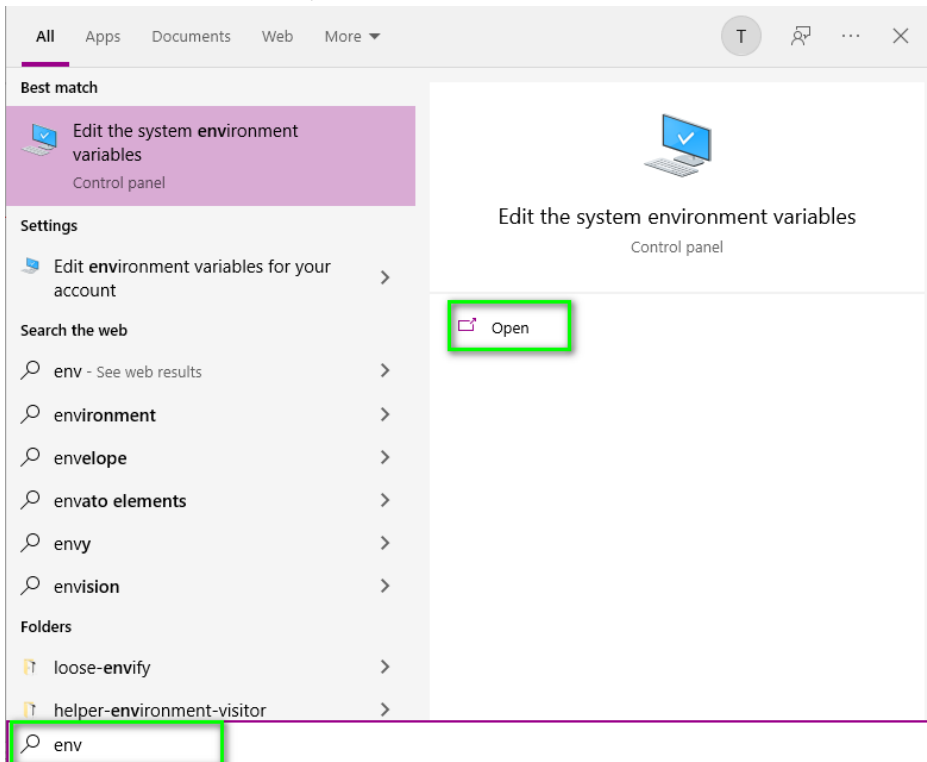 All Apps Documents Web More T ...
Best match
Edit the system environment
variables
Control panel
Settings
Edit environment variables for your
account
Search the web
env - See web results
environment
envelope
envato elements
envy
envision
Folders
loose-envify
helper-environment-visitor
env
Edit the system environment variables
Control panel
Open